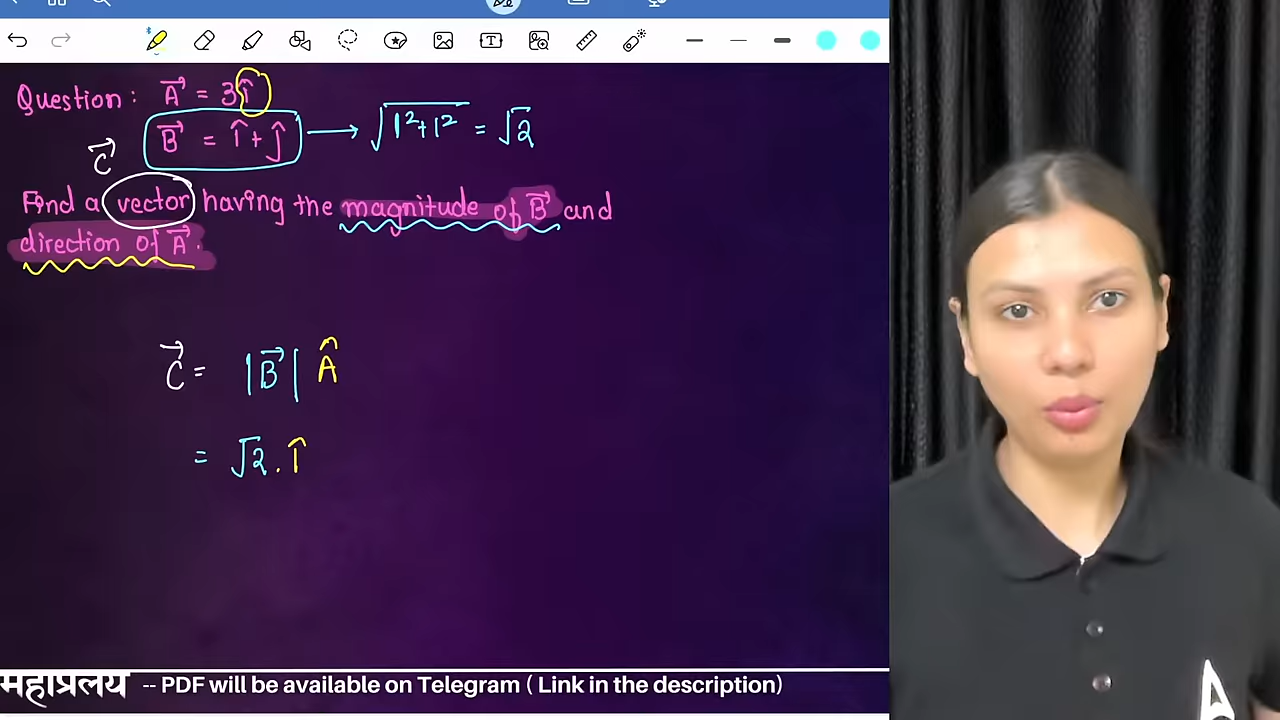 Question: A⃗ = 3î
B⃗ = î + ĵ → √1²+1² = √2
C⃗
Find a vector having the magnitude of B⃗ and
direction of A⃗.
C⃗ = |B⃗| Â
= √2 . î
महाप्रलय -- PDF will be available on Telegram ( Link in the description)